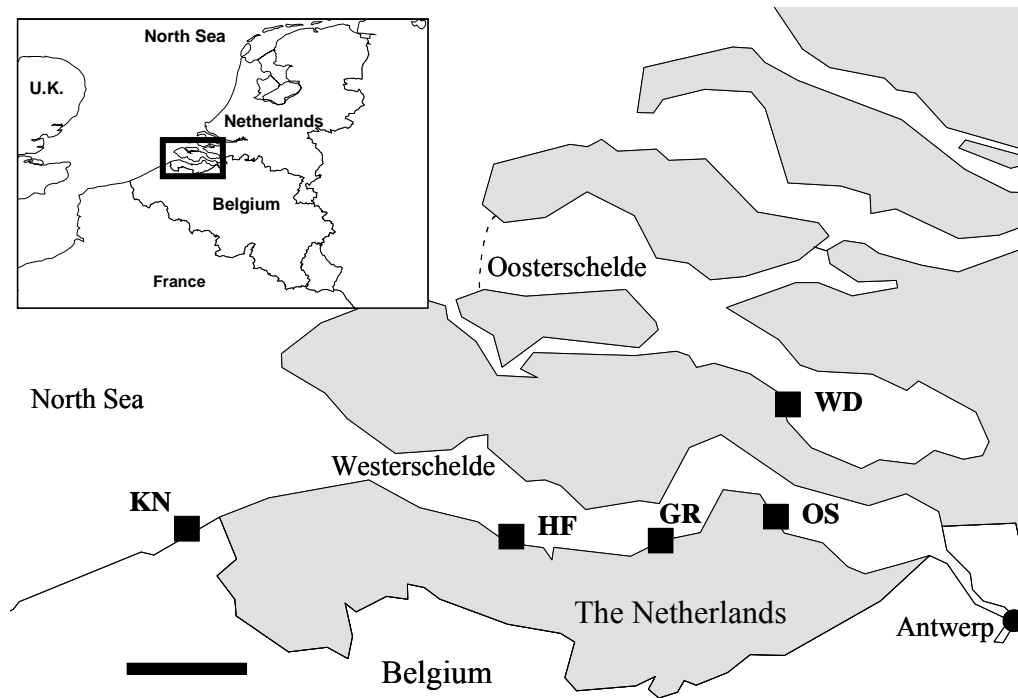 North Sea
U.K.
Netherlands
Belgium
France
Oosterschelde
North Sea
WD
Westerschelde
KN
HF
GR
OS
The Netherlands
Antwerp
Belgium